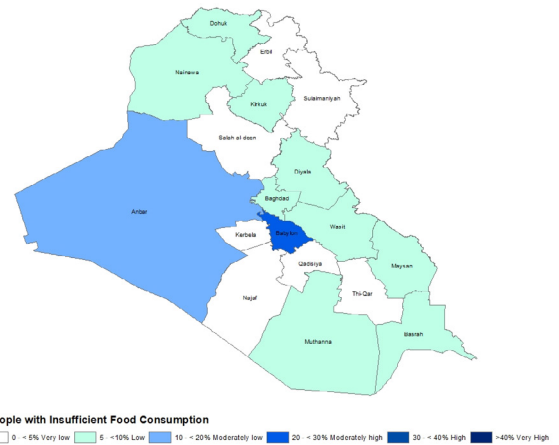 Dohuk
Erbil
Nainawa
Kirkuk
Sulaimaniyah
Salah al deen
Diyala
Anbar
Baghdad
Wasit
Karbala
Babylon
Qadisiya
Maysan
Najaf
Thi-Qar
Basrah
Muthanna
ople with Insufficient Food Consumption
0 - < 5% Very low
5 - <10% Low
10 - < 20% Moderately low
20 - < 30% Moderately high
30 - < 40% High
>40% Very High